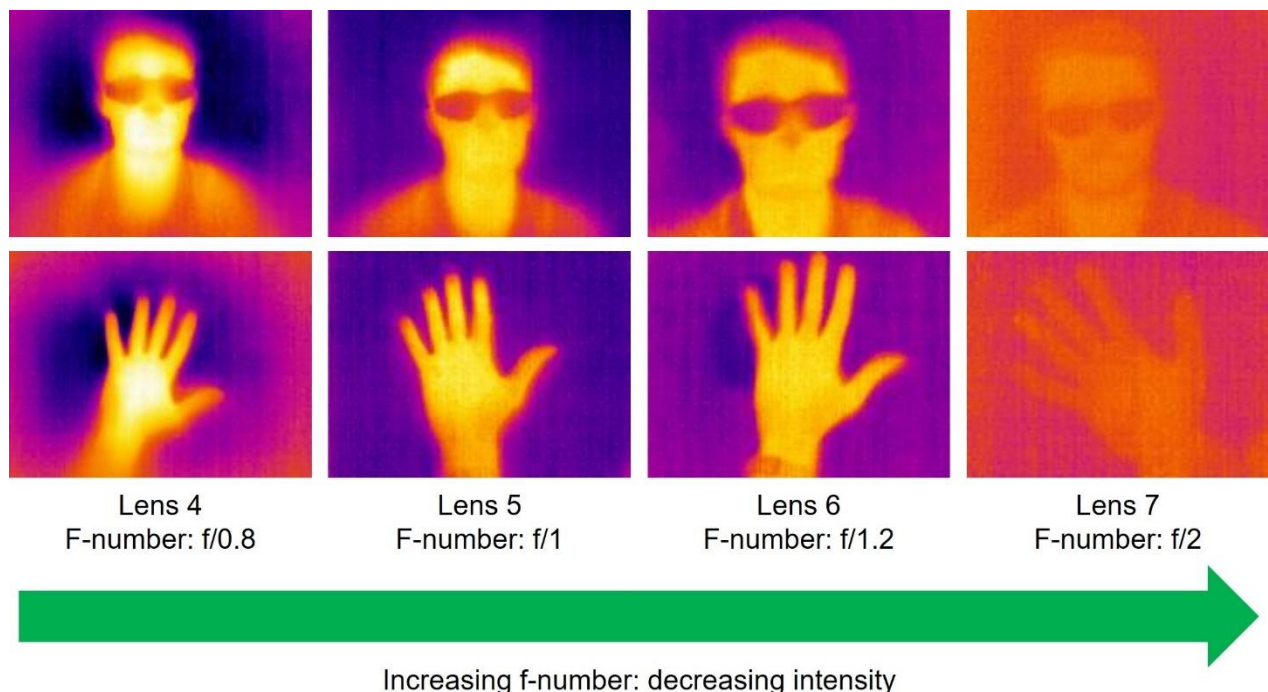 Lens 4
F-number: f/0.8
Lens 5
F-number: f/1
Lens 6
F-number: f/1.2
Lens 7
F-number: f/2
Increasing f-number: decreasing intensity